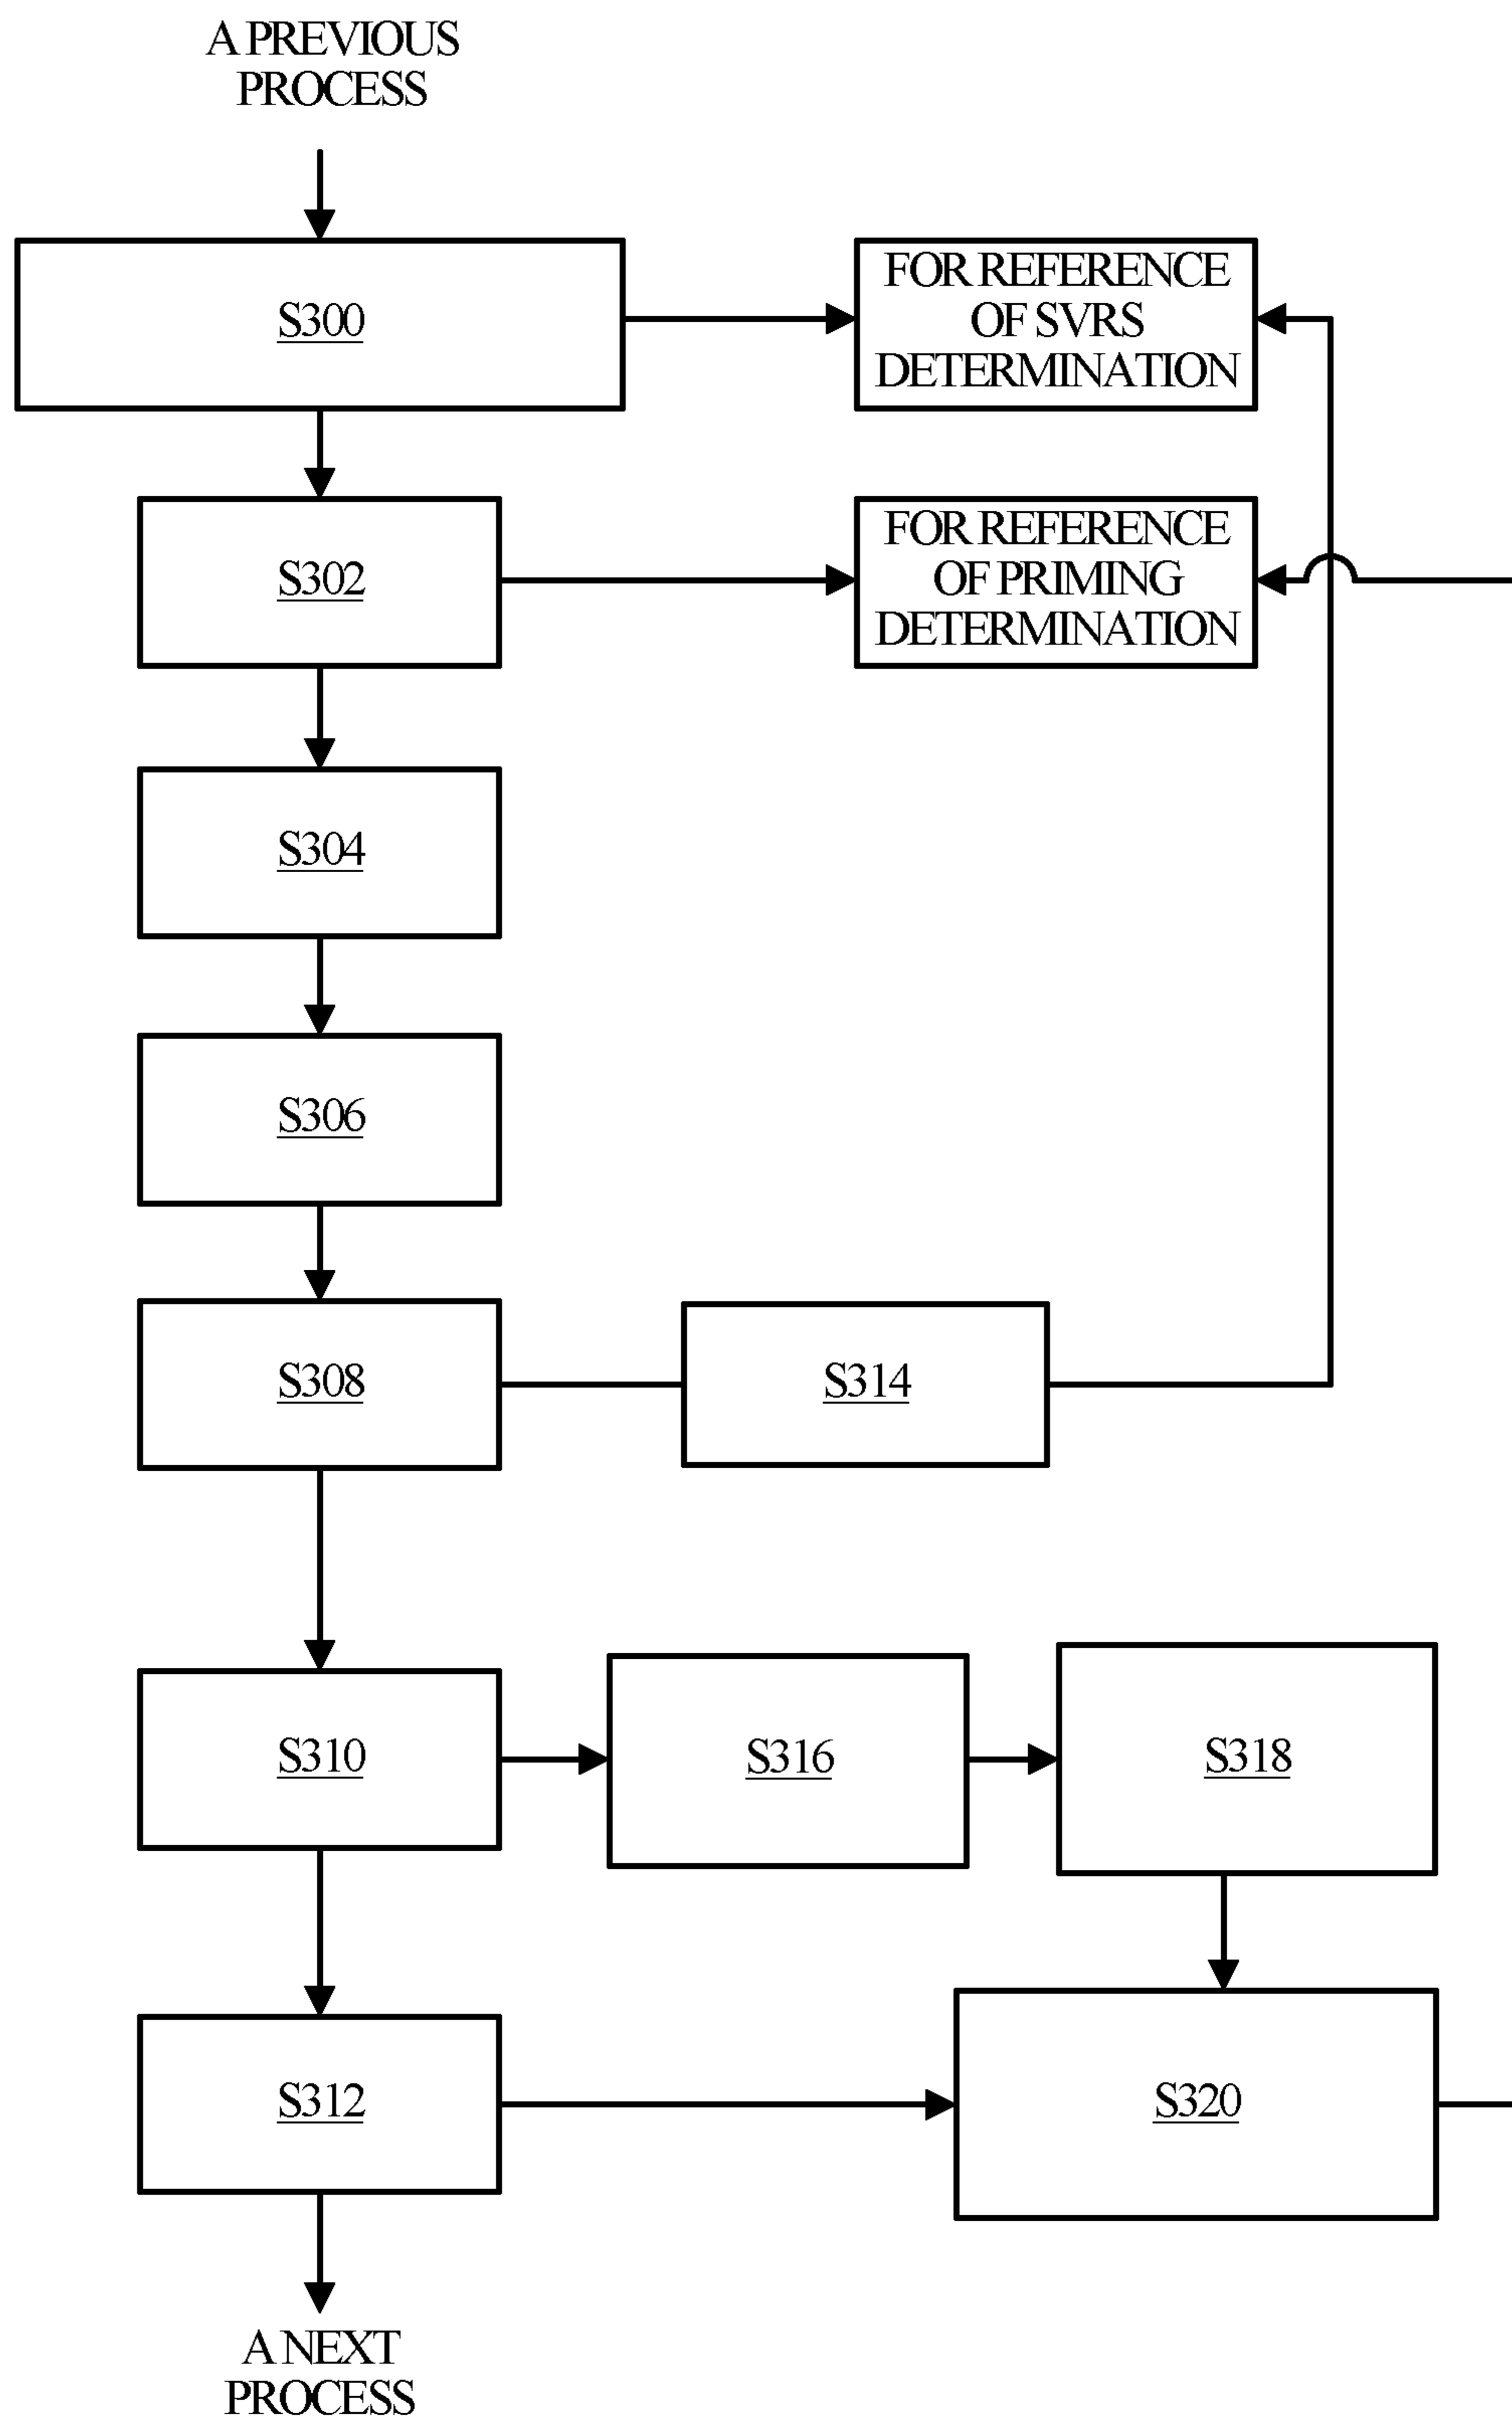 A PREVIOUS
PROCESS
S300
FOR REFERENCE
OF SVRS
DETERMINATION
S302
FOR REFERENCE
OF PRIMING
DETERMINATION
S304
S306
S308
S314
S310
S316
S318
S312
S320
A NEXT
PROCESS